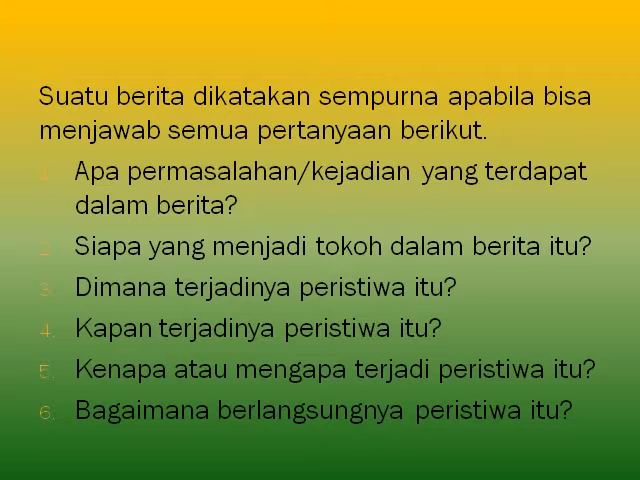 Suatu berita dikatakan sempurna apabila bisa
menjawab semua pertanyaan berikut.
1. Apa permasalahan/kejadian yang terdapat
dalam berita?
2. Siapa yang menjadi tokoh dalam berita itu?
3. Dimana terjadinya peristiwa itu?
4. Kapan terjadinya peristiwa itu?
5. Kenapa atau mengapa terjadi peristiwa itu?
6. Bagaimana berlangsungnya peristiwa itu?